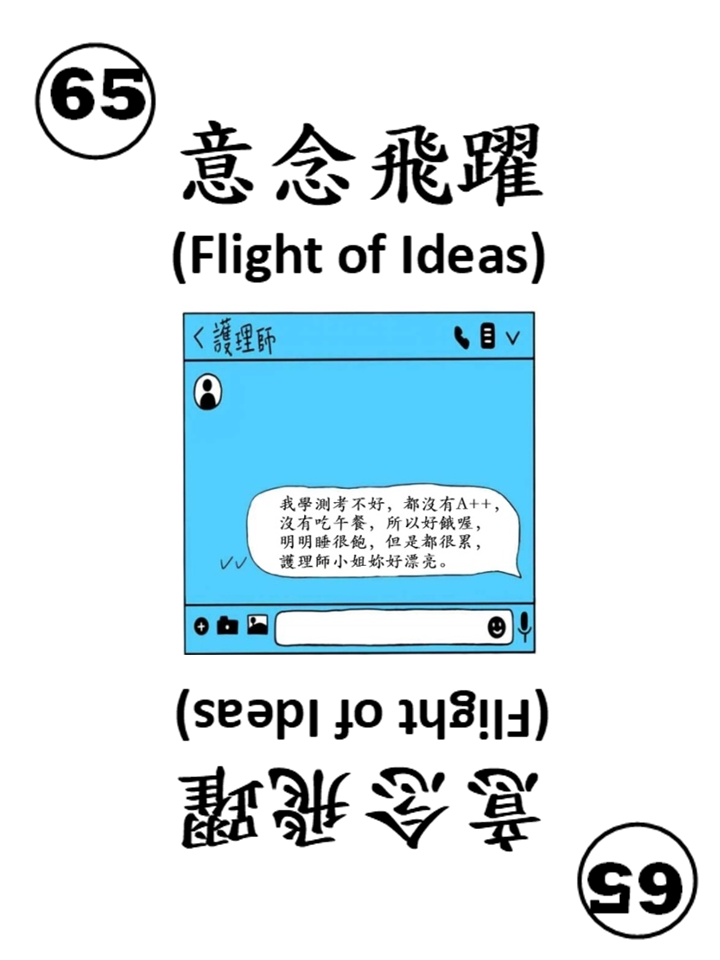 65
意念飛躍
(Flight of Ideas)
護理師
我學測考不好，都沒有A++，
沒有吃午餐，所以好餓喔，
明明睡很飽，但是都很累，
護理師小姐妳好漂亮。
(Flight of Ideas)
意念飛躍
65